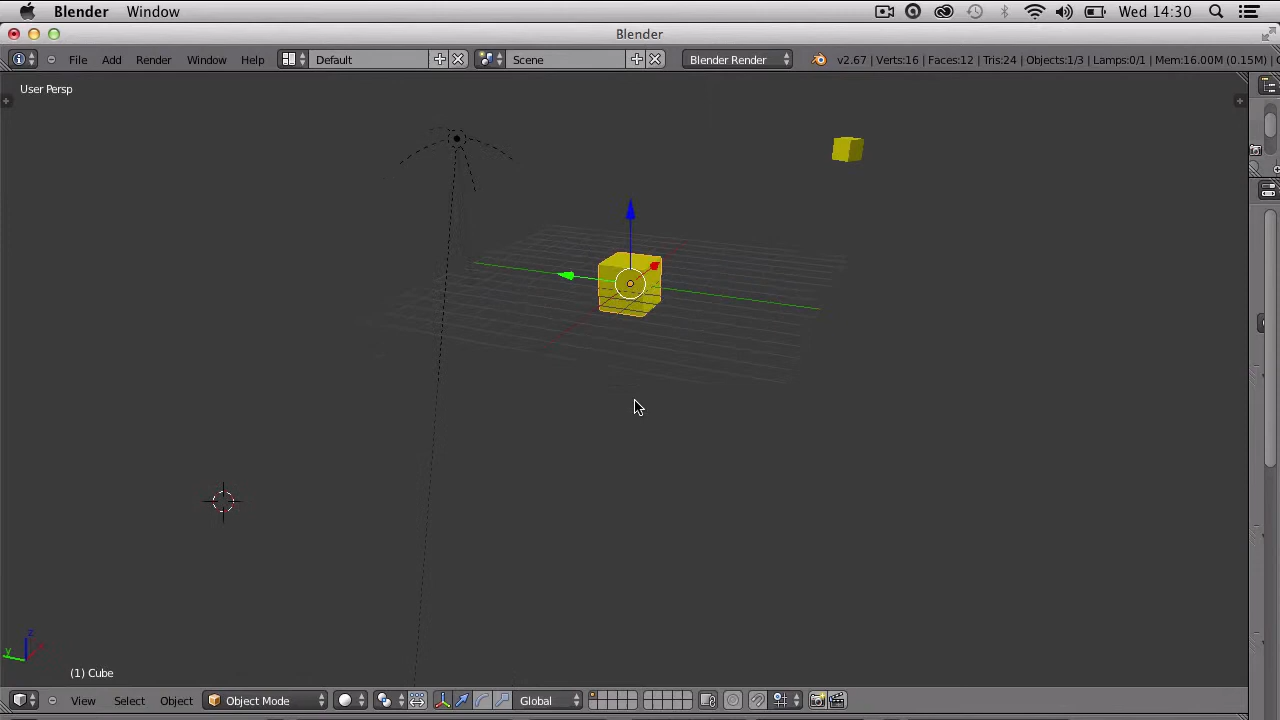 Blender Window Wed 14:30
Blender
File Add Render Window Help Default Scene Blender Render v2.67 | Verts:16 | Faces:12 | Tris:24 | Objects:1/3 | Lamps:0/1 | Mem:16.00M (0.15M) |
User Persp
z
y
(1) Cube
View Select Object Object Mode Global